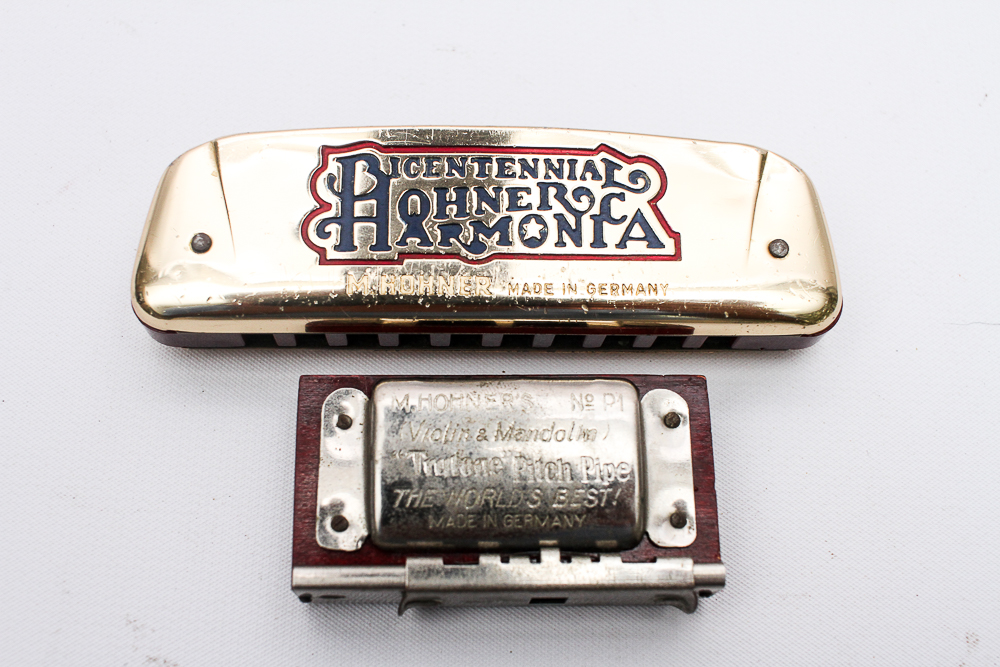 BICENTENNIAL
HOHNER
HARMONICA
M. HOHNER MADE IN GERMANY
M. HOHNER'S No P1
(Violin & Mandolin)
"Trutone" Pitch Pipe
THE WORLD'S BEST!
MADE IN GERMANY